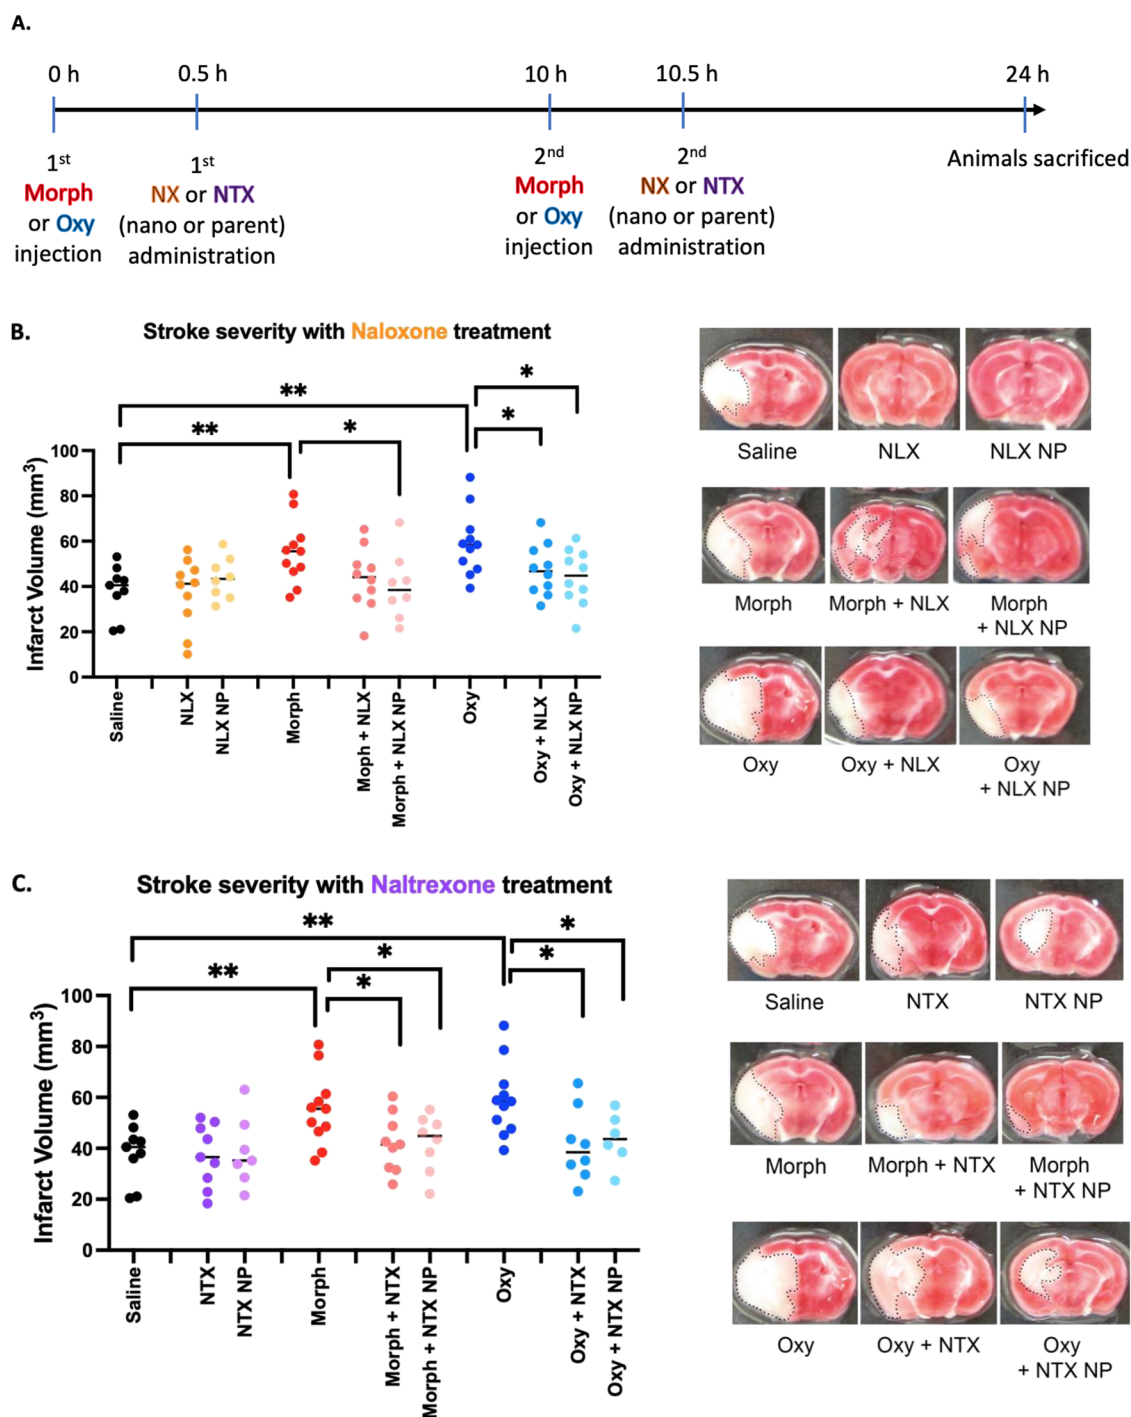 A.
0 h 0.5 h 10 h 10.5 h 24 h
1st 1st 2nd 2nd Animals sacrificed
Morph NX or NTX Morph NX or NTX
or Oxy (nano or parent) or Oxy (nano or parent)
injection administration injection administration
B.
Stroke severity with Naloxone treatment
** * ** *
*
Infarct Volume (mm3)
100
80
60
40
20
0
Saline
NLX
NLX NP
Morph
Moph + NLX
Morph + NLX NP
Oxy
Oxy + NLX
Oxy + NLX NP
Saline NLX NLX NP
Morph Morph + NLX Morph
+ NLX NP
Oxy Oxy + NLX Oxy
+ NLX NP
C.
Stroke severity with Naltrexone treatment
** *
* *
** *
Infarct Volume (mm3)
100
80
60
40
20
0
Saline
NTX
NTX NP
Morph
Morph + NTX
Morph + NTX NP
Oxy
Oxy + NTX
Oxy + NTX NP
Saline NTX NTX NP
Morph Morph + NTX Morph
+ NTX NP
Oxy Oxy + NTX Oxy
+ NTX NP